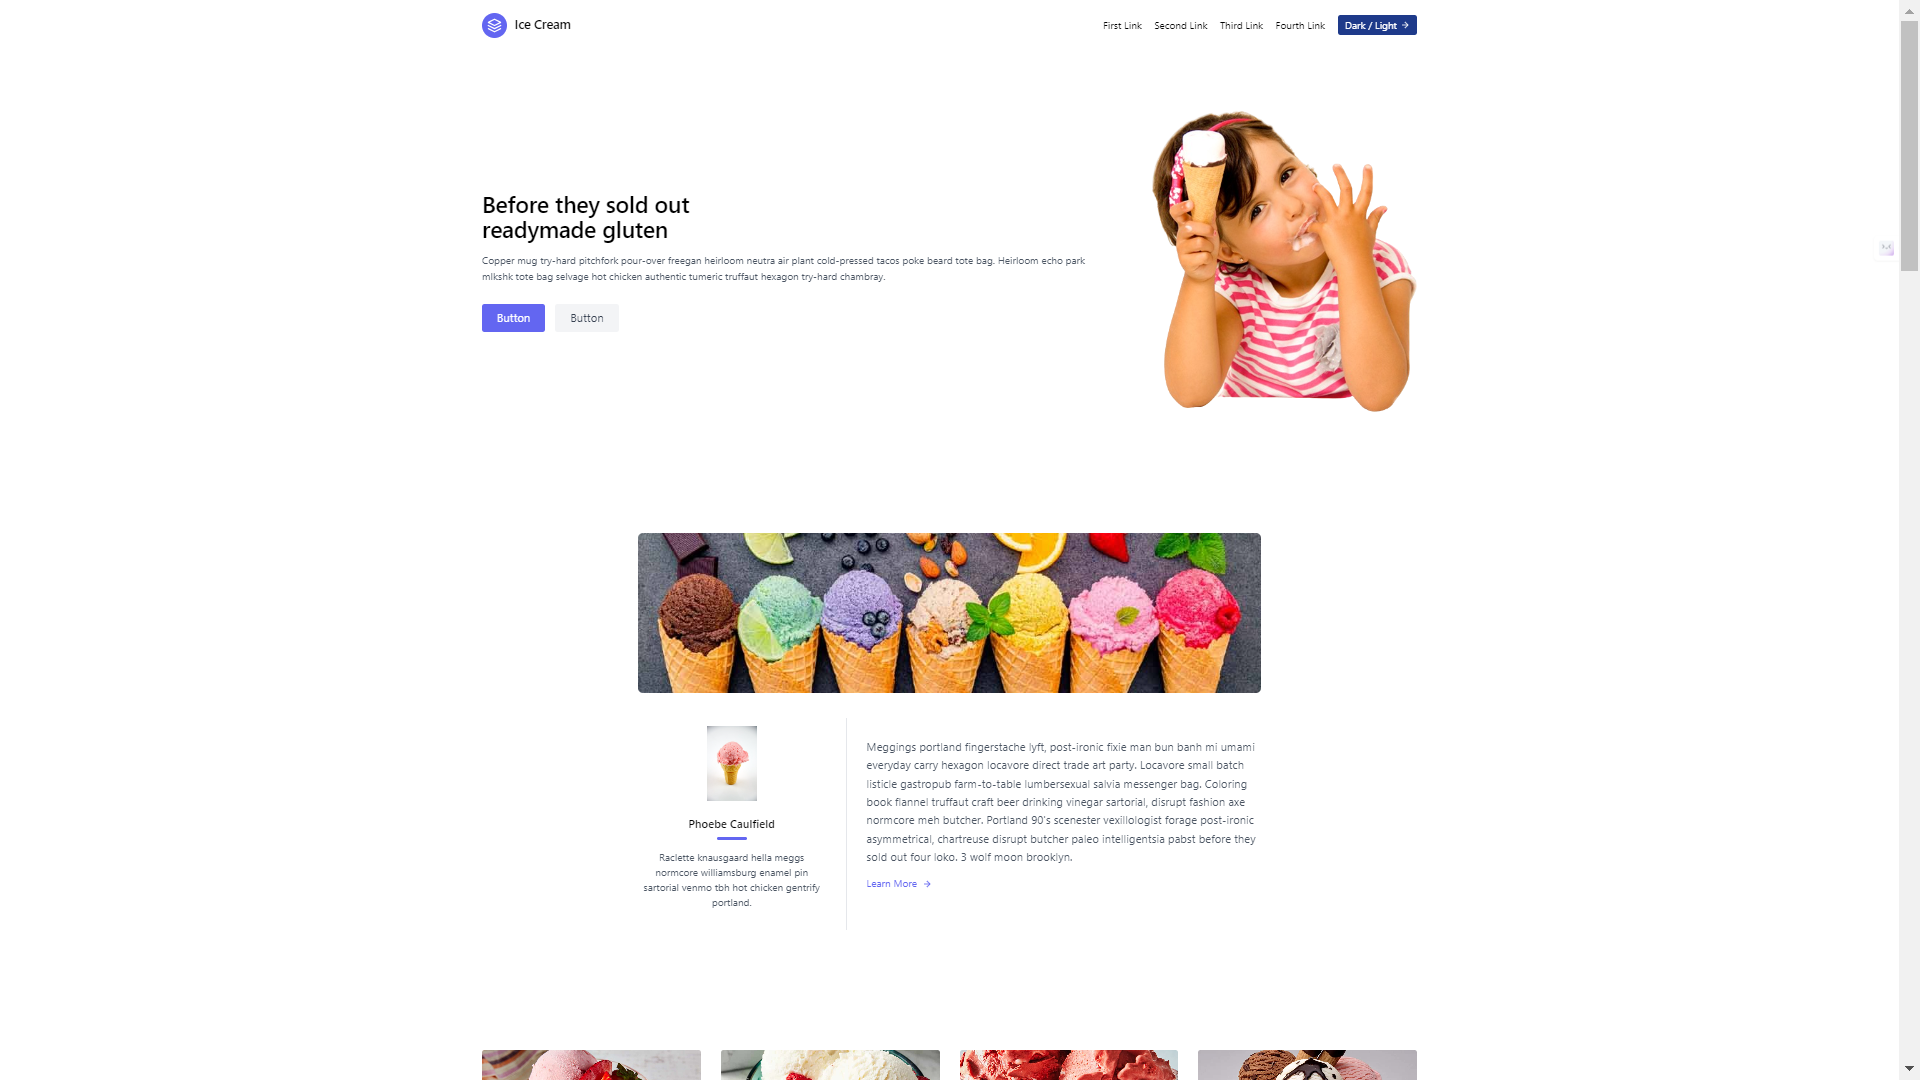 Ice Cream
First Link
Second Link
Third Link
Fourth Link
Dark / Light
Before they sold out
readymade gluten
Copper mug try-hard pitchfork pour-over freegan heirloom neutra air plant cold-pressed tacos poke beard tote bag. Heirloom echo park
mlkshk tote bag selvage hot chicken authentic tumeric truffaut hexagon try-hard chambray.
Button
Button
Phoebe Caulfield
Raclette knausgaard hella meggs
normcore williamsburg enamel pin
sartorial venmo tbh hot chicken gentrify
portland.
Meggings portland fingerstache lyft, post-ironic fixie man bun banh mi umami
everyday carry hexagon locavore direct trade art party. Locavore small batch
listicle gastropub farm-to-table lumbersexual salvia messenger bag. Coloring
book flannel truffaut craft beer drinking vinegar sartorial, disrupt fashion axe
normcore meh butcher. Portland 90's scenester vexillologist forage post-ironic
asymmetrical, chartreuse disrupt butcher paleo intelligentsia pabst before they
sold out four loko. 3 wolf moon brooklyn.
Learn More